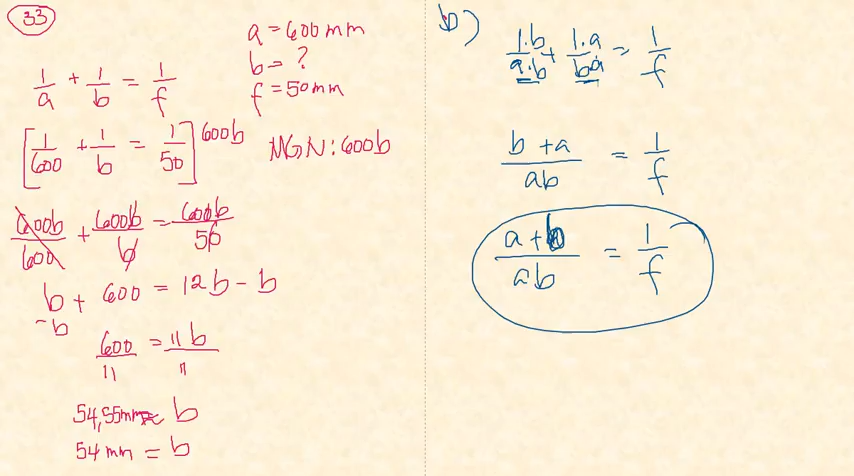 33
a = 600 mm
b = ?
f = 50 mm
1/a + 1/b = 1/f
[1/600 + 1/b = 1/50] 600b
MGN: 600b
600b/600 + 600b/b = 600b/50
b + 600 = 12b - b
-b
600/11 = 11b/11
54,55mm = b
54 mm = b
b)
1·b/a·b + 1·a/b·a = 1/f
b + a/ab = 1/f
a + b/ab = 1/f